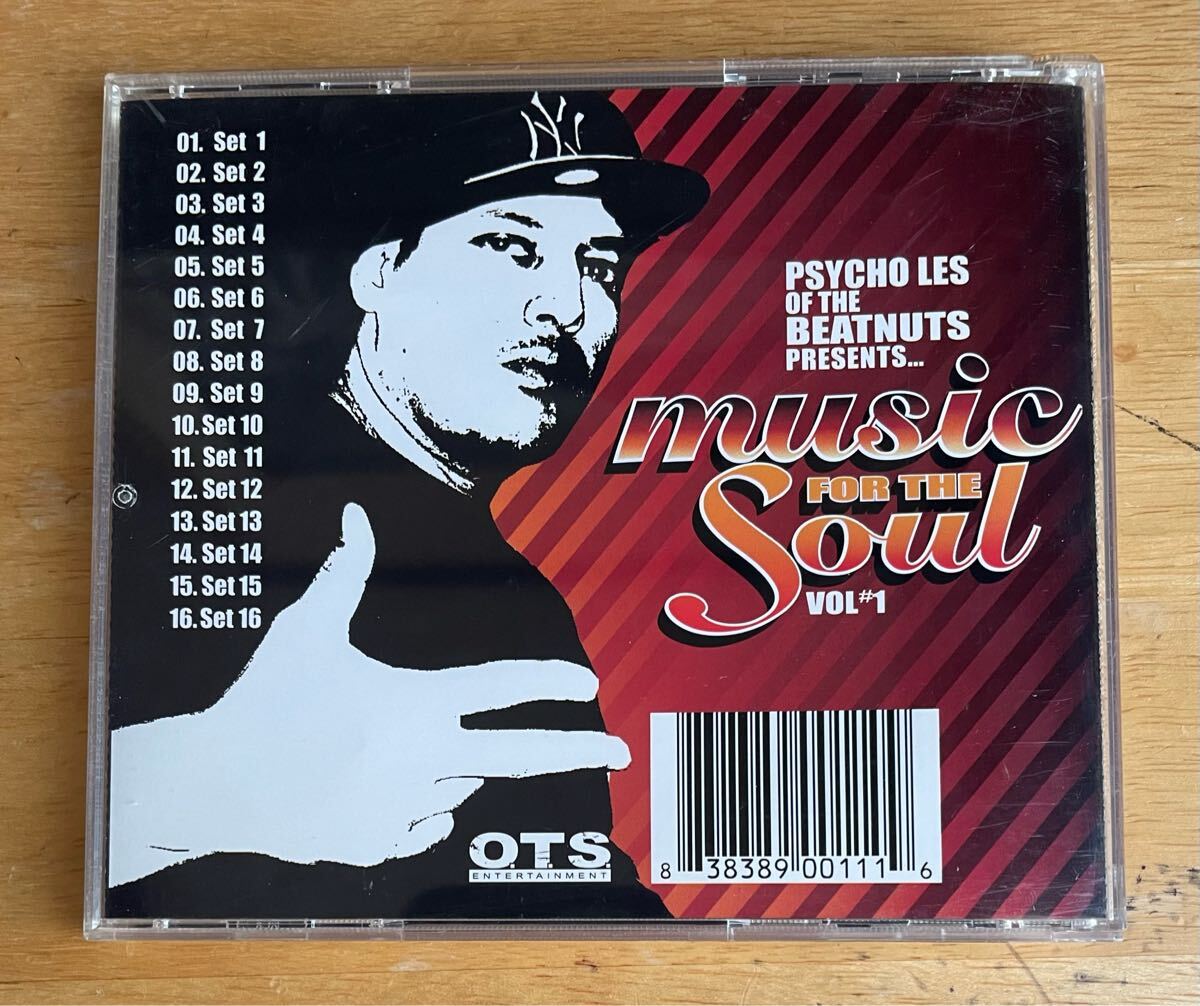 01. Set 1
02. Set 2
03. Set 3
04. Set 4
05. Set 5
06. Set 6
07. Set 7
08. Set 8
09. Set 9
10. Set 10
11. Set 11
12. Set 12
13. Set 13
14. Set 14
15. Set 15
16. Set 16
NY
PSYCHO LES
OF THE
BEATNUTS
PRESENTS...
music
FOR THE
Soul
VOL#1
O.T.S.
ENTERTAINMENT
8 38389 00111 6